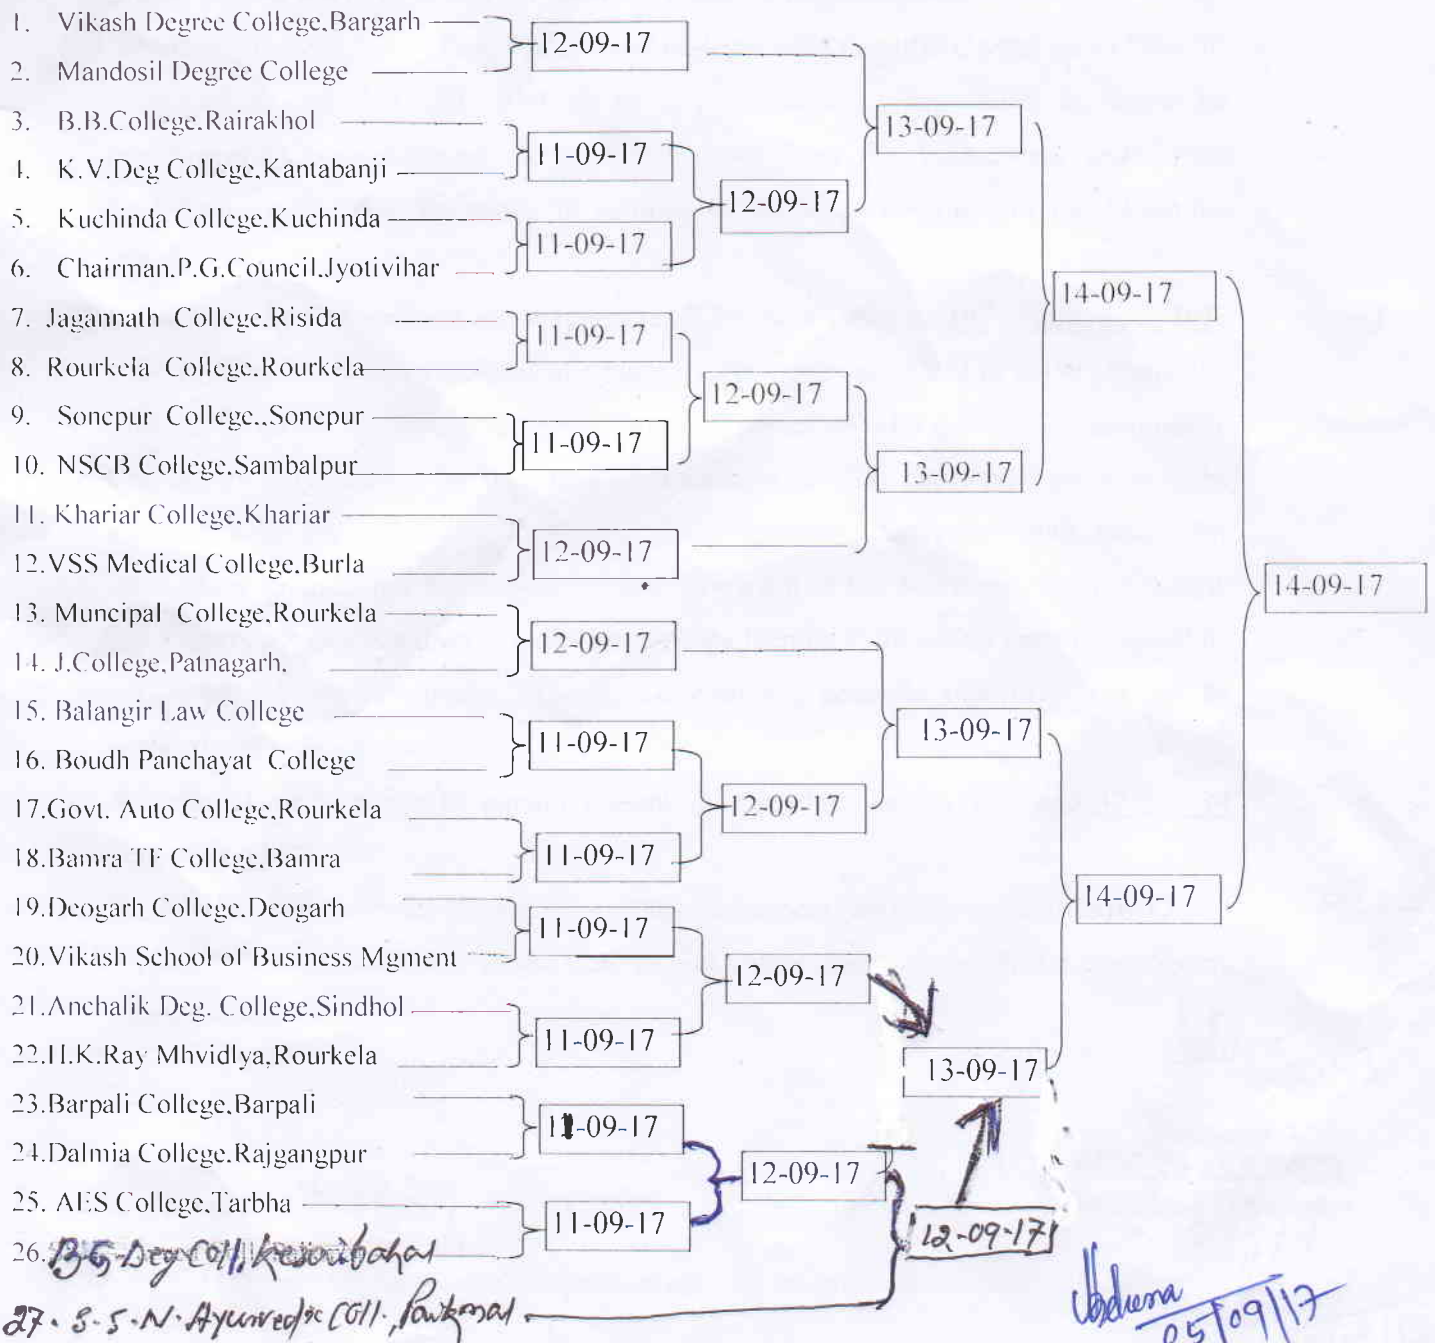 1. Vikash Degree College,Bargarh
12-09-17
2. Mandosil Degree College
3. B.B.College,Rairakhol
13-09-17
11-09-17
4. K.V.Deg College,Kantabanji
12-09-17
5. Kuchinda College,Kuchinda
11-09-17
6. Chairman,P.G.Council,Jyotivihar
14-09-17
7. Jagannath College,Risida
11-09-17
8. Rourkela College,Rourkela
12-09-17
9. Sonepur College,,Sonepur
11-09-17
10. NSCB College,Sambalpur
13-09-17
11. Khariar College,Khariar
12-09-17
12.VSS Medical College,Burla
14-09-17
13. Muncipal College,Rourkela
12-09-17
14. J.College,Patnagarh,
15. Balangir Law College
13-09-17
11-09-17
16. Boudh Panchayat College
12-09-17
17.Govt. Auto College,Rourkela
11-09-17
18.Bamra TF College,Bamra
14-09-17
19.Deogarh College,Deogarh
11-09-17
20.Vikash School of Business Mgment
12-09-17
21.Anchalik Deg. College,Sindhol
11-09-17
22.H.K.Ray Mhvidlya,Rourkela
13-09-17
23.Barpali College,Barpali
11-09-17
24.Dalmia College,Rajgangpur
12-09-17
25. AES College,Tarbha
11-09-17
12-09-17
26. Deg Coll,
27. S.S.N. Ayurvedic Coll.,
05/09/17